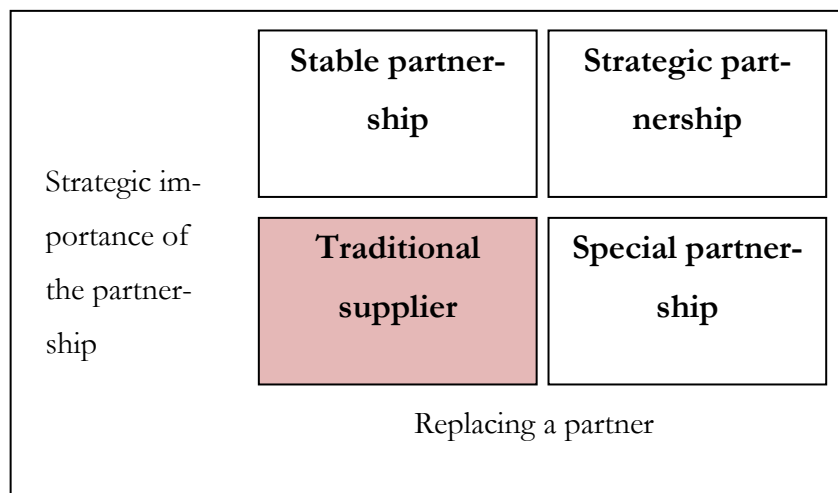 Stable partner-
ship
Strategic part-
nership
Strategic im-
portance of
the partner-
ship
Traditional
supplier
Special partner-
ship
Replacing a partner